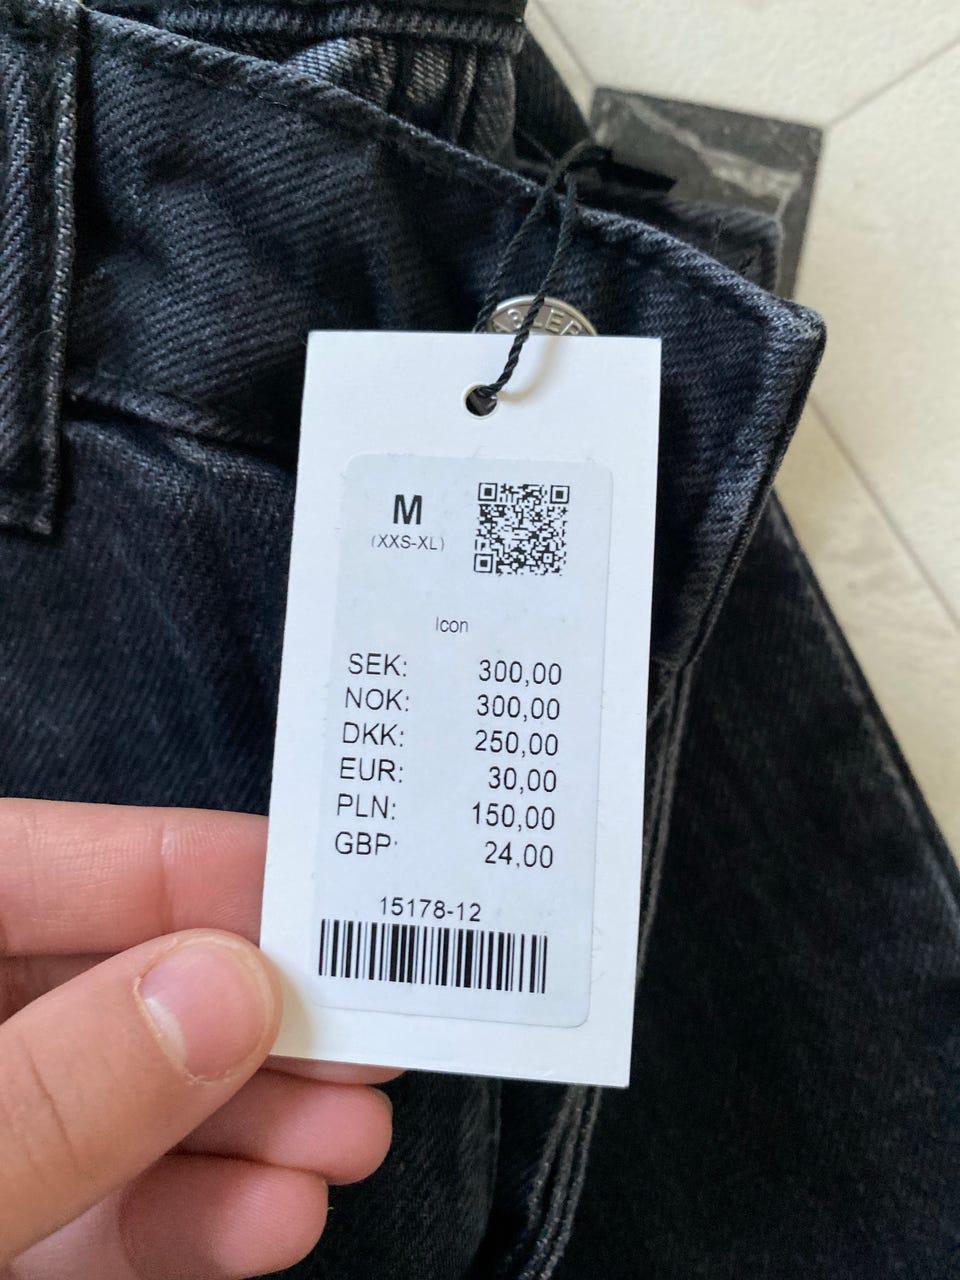 M
(XXS-XL)
Icon
SEK: 300,00
NOK: 300,00
DKK: 250,00
EUR: 30,00
PLN: 150,00
GBP: 24,00
15178-12